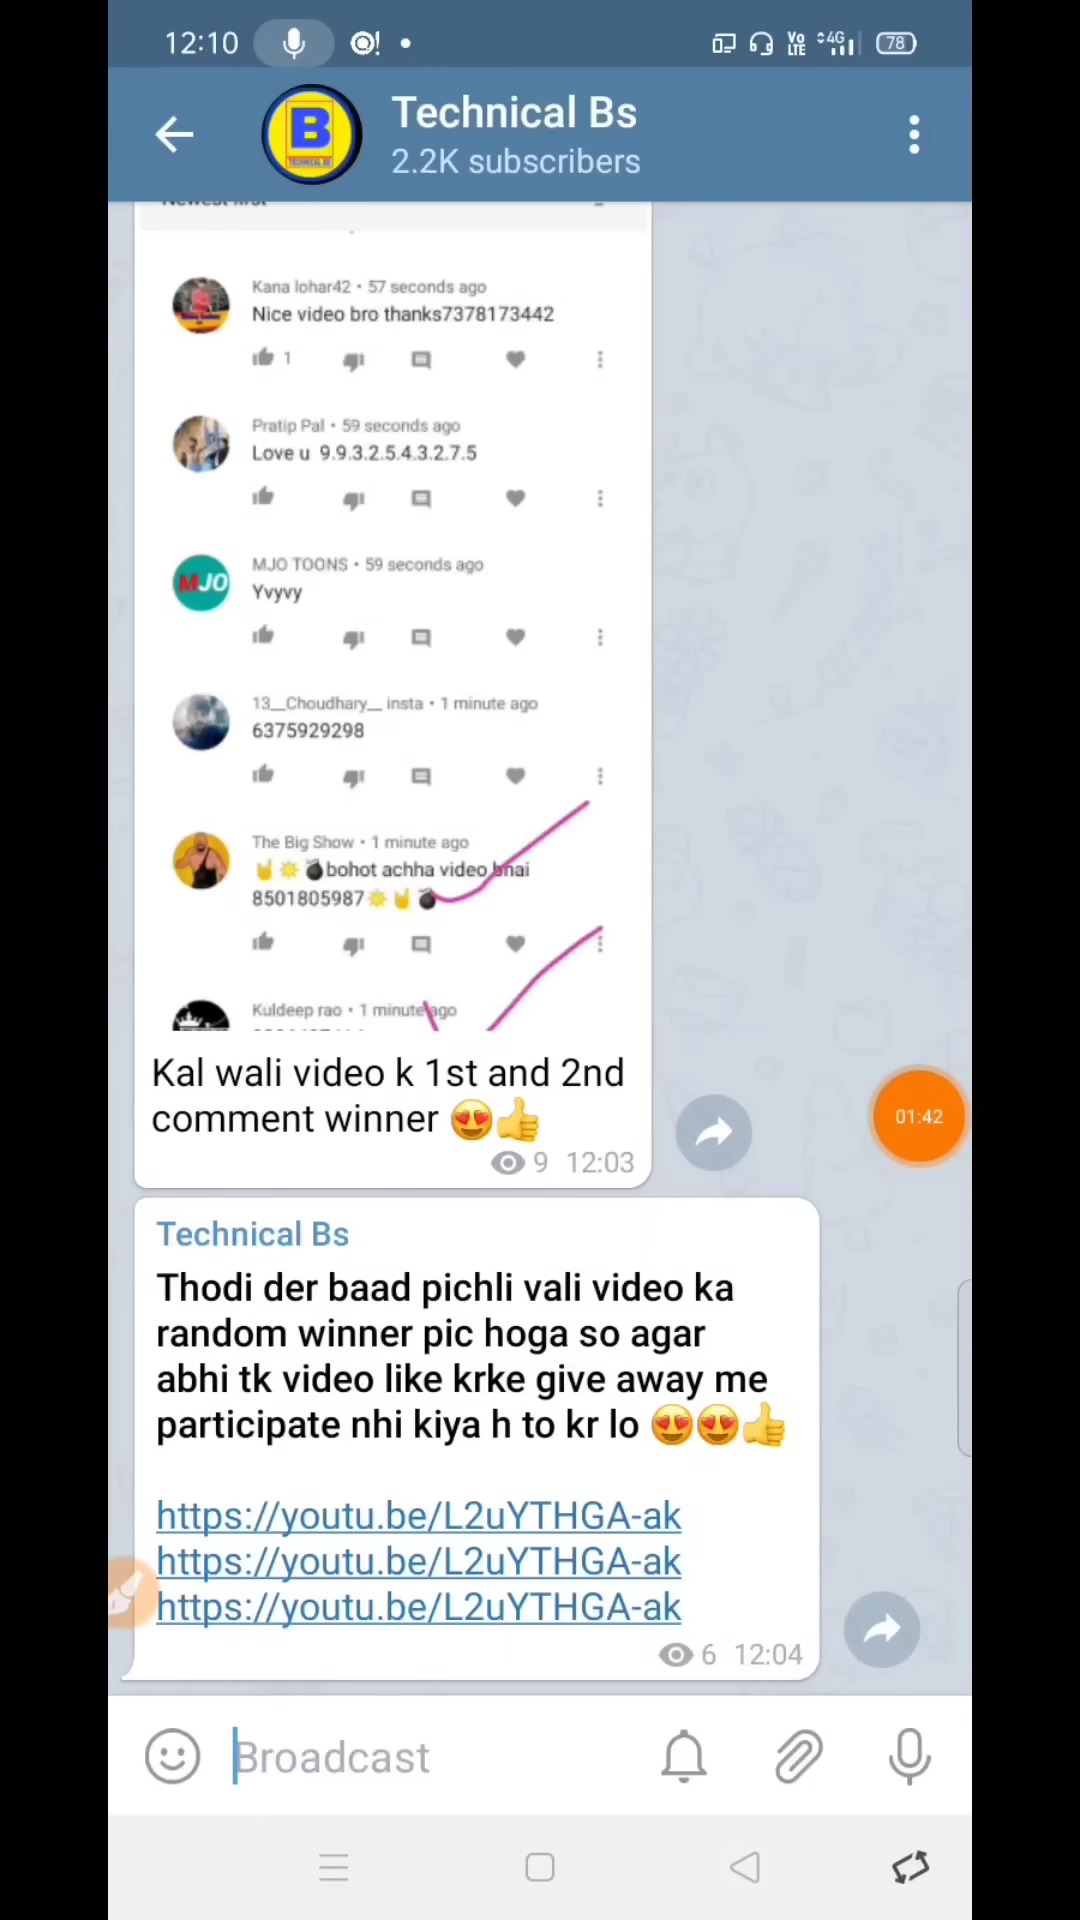 12:10
Vo LTE 4G 78
B
TECHNICAL BS
Technical Bs
2.2K subscribers
Newest first
Kana lohar42 • 57 seconds ago
Nice video bro thanks7378173442
1
Pratip Pal • 59 seconds ago
Love u 9.9.3.2.5.4.3.2.7.5
MJO
MJO TOONS • 59 seconds ago
Yvyvy
13__Choudhary__ insta • 1 minute ago
6375929298
The Big Show • 1 minute ago
🤘☀️💣bohot achha video bhai
8501805987☀️🤘💣
Kuldeep rao • 1 minute ago
Kal wali video k 1st and 2nd
comment winner 😍👍
9 12:03
01:42
Technical Bs
Thodi der baad pichli vali video ka
random winner pic hoga so agar
abhi tk video like krke give away me
participate nhi kiya h to kr lo 😍😍👍
https://youtu.be/L2uYTHGA-ak
https://youtu.be/L2uYTHGA-ak
https://youtu.be/L2uYTHGA-ak
6 12:04
Broadcast